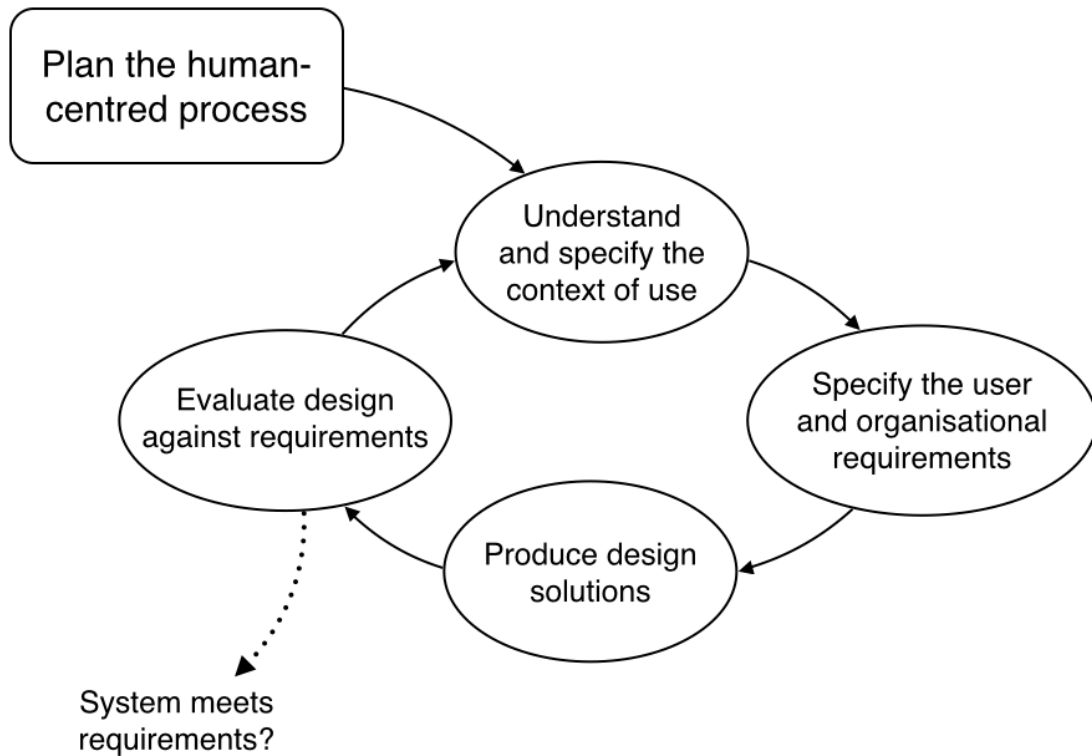 Plan the human-
centred process
Understand
and specify the
context of use
Specify the user
and organisational
requirements
Produce design
solutions
Evaluate design
against requirements
System meets
requirements?